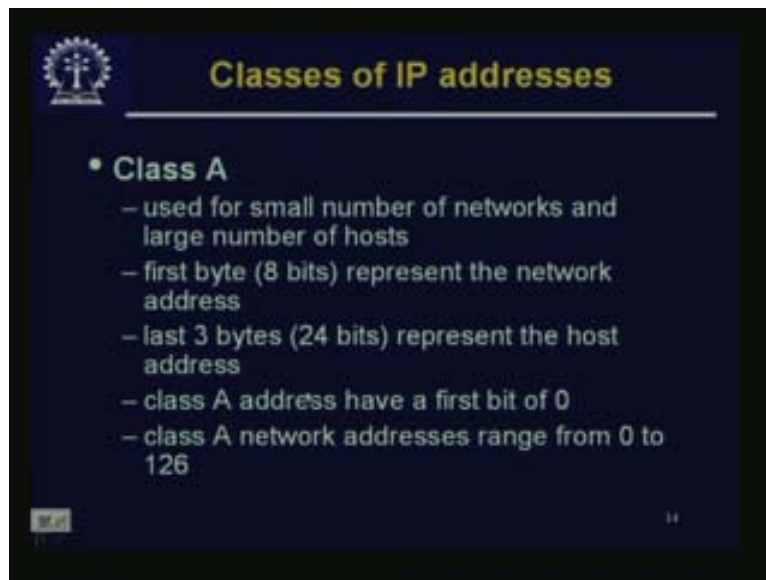 Classes of IP addresses
• Class A
– used for small number of networks and
large number of hosts
– first byte (8 bits) represent the network
address
– last 3 bytes (24 bits) represent the host
address
– class A address have a first bit of 0
– class A network addresses range from 0 to
126